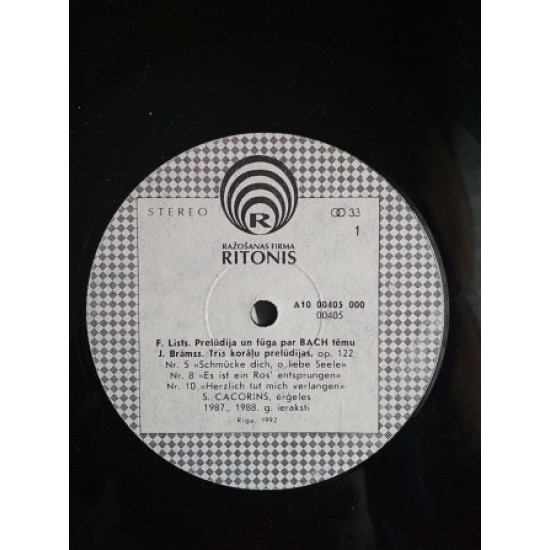 R
STEREO
33
1
RAŽOŠANAS FIRMA
RITONIS
A10 00405 000
00405
F. Lists. Prelūdija un fūga par BACH tēmu
J. Brāmss. Trīs korāļu prelūdijas, op. 122
Nr. 5 «Schmücke dich, o liebe Seele»
Nr. 8 «Es ist ein Ros' entsprungen»
Nr. 10 «Herzlich tut mich verlangen»
S. CACORINS, ērģeles
1987., 1988. g. ieraksti
Rīga, 1992